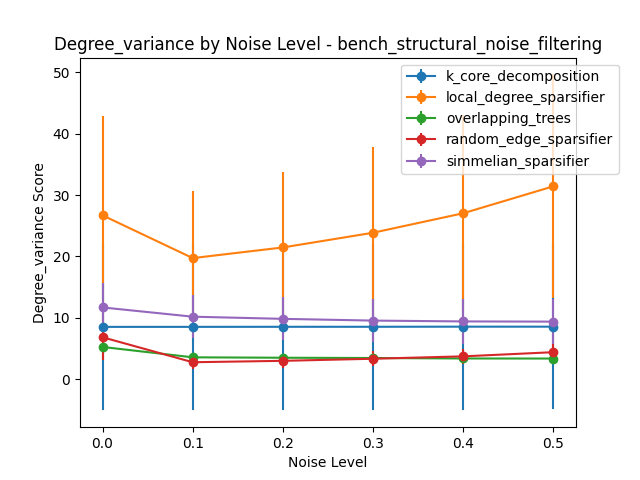 Degree_variance by Noise Level - bench_structural_noise_filtering
k_core_decomposition
local_degree_sparsifier
overlapping_trees
random_edge_sparsifier
simmelian_sparsifier
Degree_variance Score
50
40
30
20
10
0
0.0 0.1 0.2 0.3 0.4 0.5
Noise Level